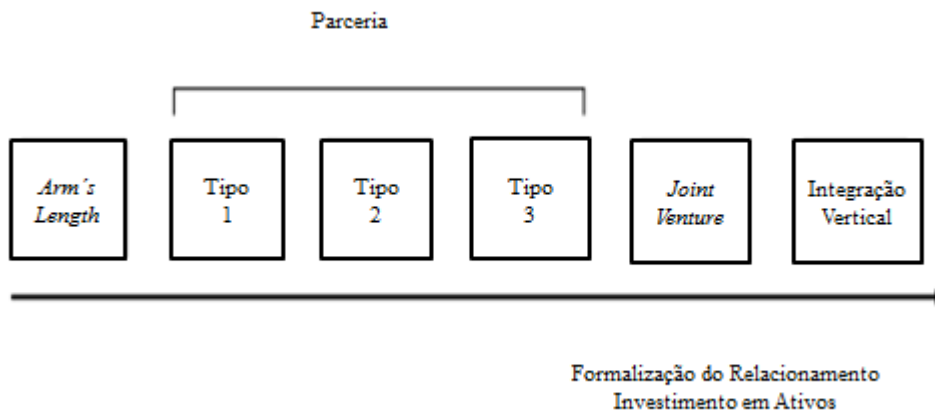 Parceria
Arm´s
Length
Tipo
1
Tipo
2
Tipo
3
Joint
Venture
Integração
Vertical
Formalização do Relacionamento
Investimento em Ativos